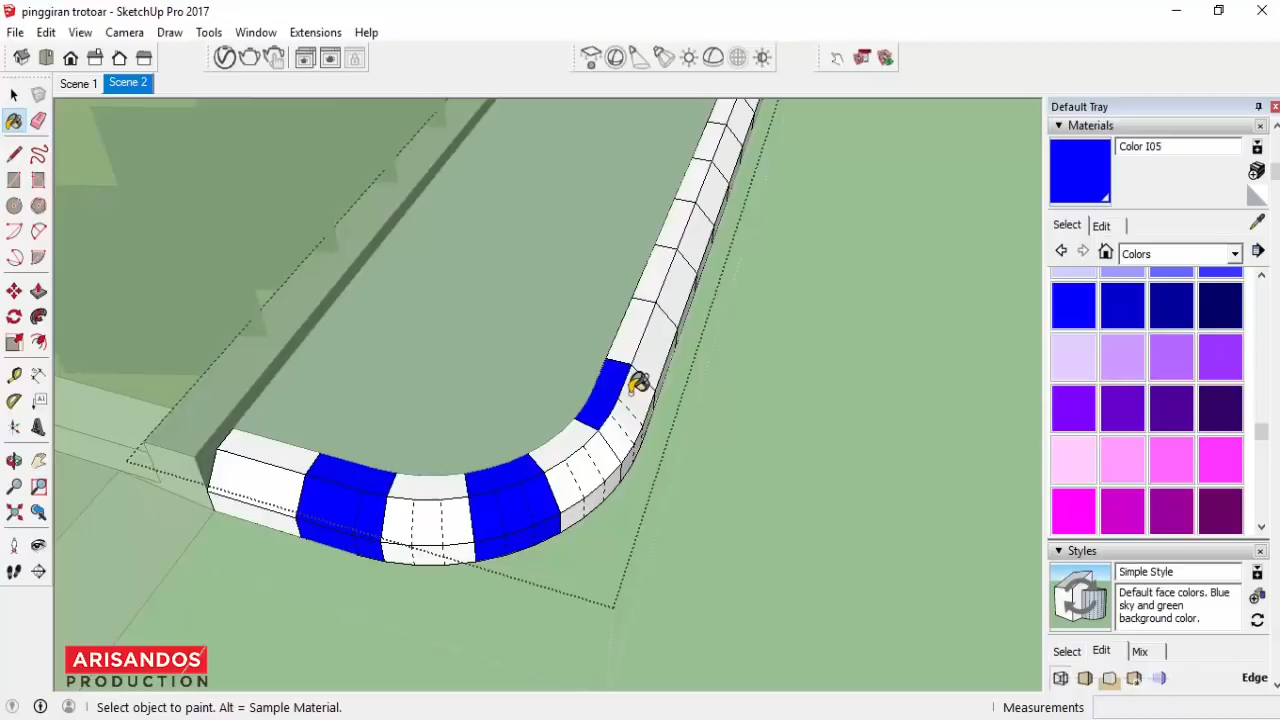 pinggiran trotoar - SketchUp Pro 2017
File Edit View Camera Draw Tools Window Extensions Help
Scene 1 Scene 2
Default Tray
Materials
Color I05
Select Edit
Colors
Styles
Simple Style
Default face colors. Blue
sky and green
background color.
Select Edit Mix
Edge
ARISANDOS
PRODUCTION
Select object to paint. Alt = Sample Material.
Measurements